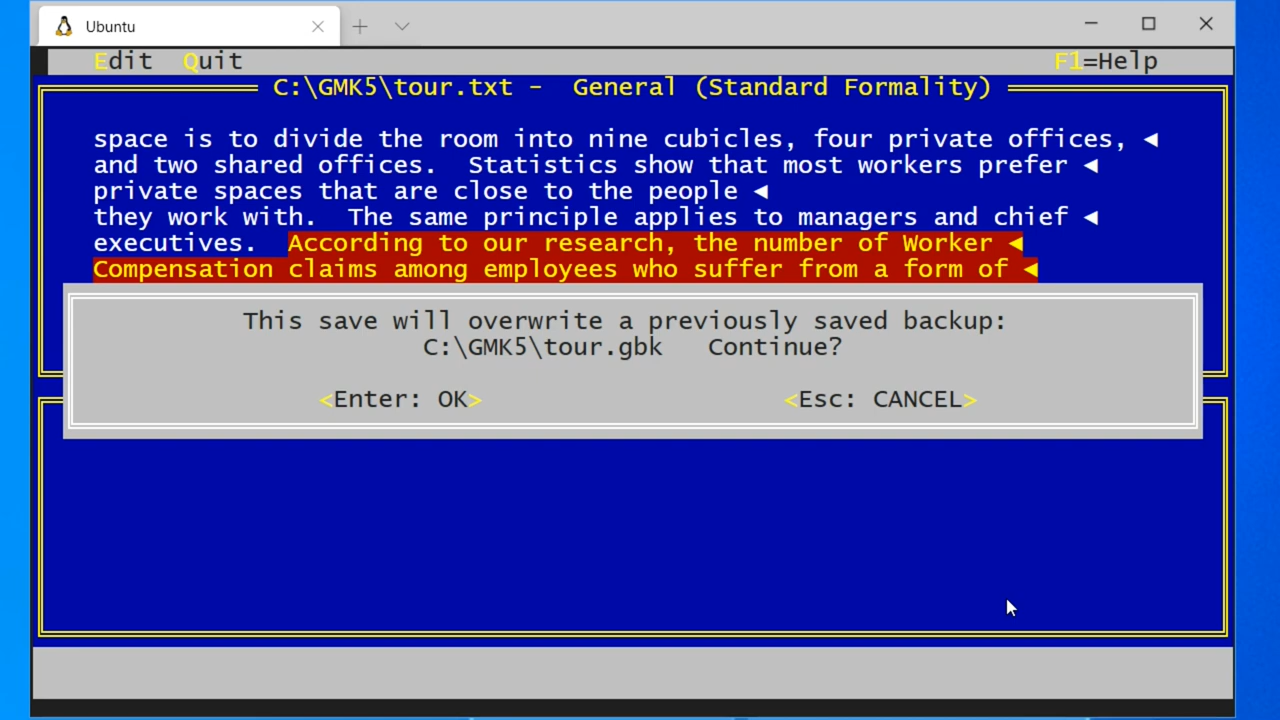 Ubuntu
Edit Quit F1=Help
C:\GMK5\tour.txt - General (Standard Formality)
space is to divide the room into nine cubicles, four private offices, ◄
and two shared offices. Statistics show that most workers prefer ◄
private spaces that are close to the people ◄
they work with. The same principle applies to managers and chief ◄
executives. According to our research, the number of Worker ◄
Compensation claims among employees who suffer from a form of ◄
This save will overwrite a previously saved backup:
C:\GMK5\tour.gbk Continue?
<Enter: OK> <Esc: CANCEL>